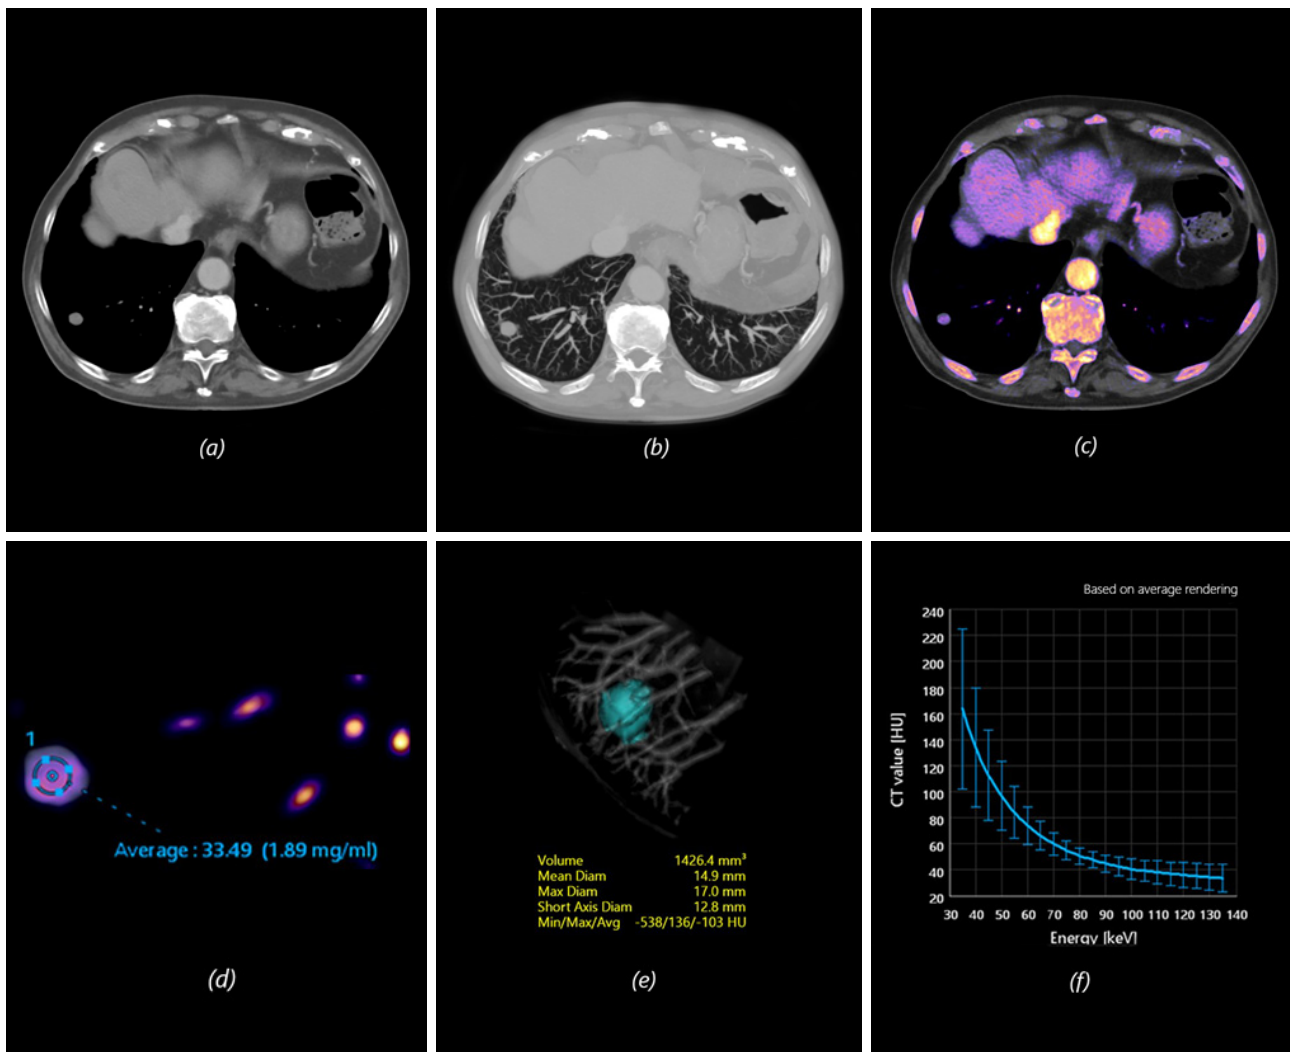 (a)
(b)
(c)
1
Average : 33.49 (1.89 mg/ml)
(d)
Volume 1426.4 mm³
Mean Diam 14.9 mm
Max Diam 17.0 mm
Short Axis Diam 12.8 mm
Min/Max/Avg -538/136/-103 HU
(e)
Based on average rendering
CT value [HU]
240
220
200
180
160
140
120
100
80
60
40
20
30 40 50 60 70 80 90 100 110 120 130 140
Energy [keV]
(f)